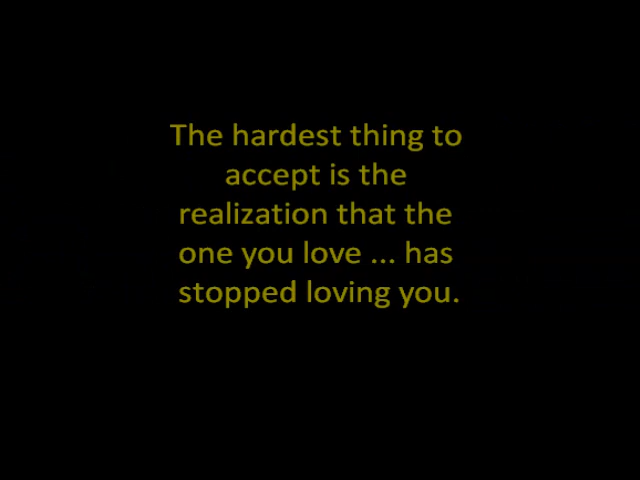 The hardest thing to
accept is the
realization that the
one you love ... has
stopped loving you.